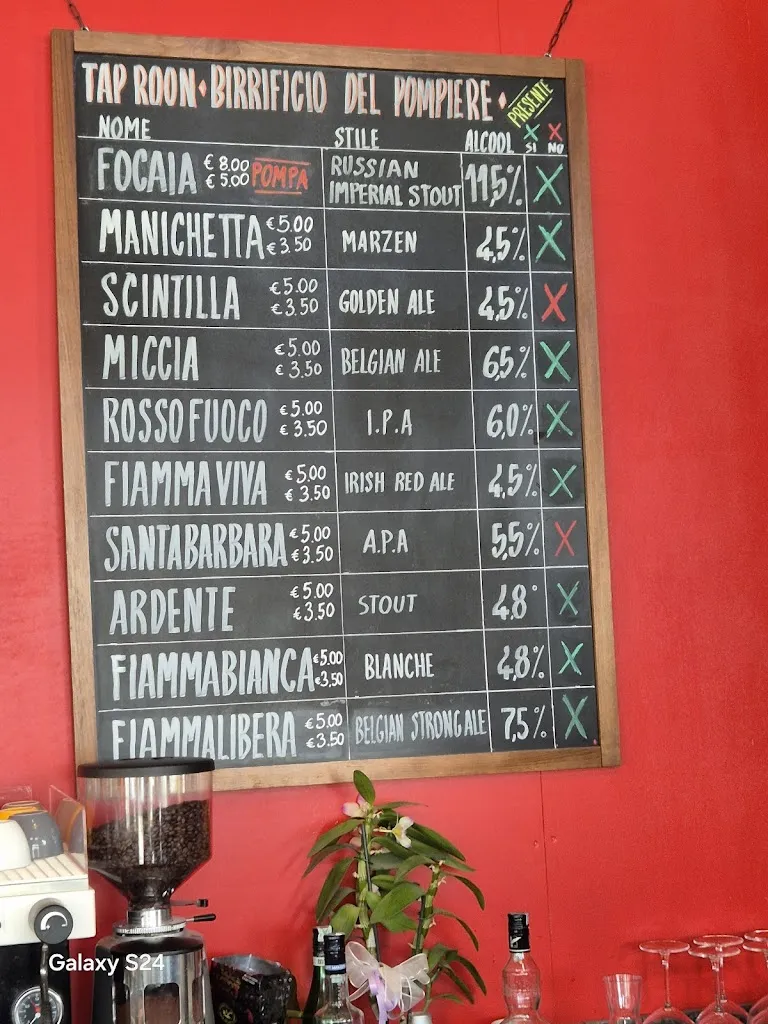 TAP ROON • BIRRIFICIO DEL POMPIERE •
PRESENTE
NOME STILE ALCOOL X SI X NO
FOCAIA € 8.00 € 5.00 POMPA RUSSIAN IMPERIAL STOUT 11,5% X
MANICHETTA € 5.00 € 3.50 MARZEN 4,5% X
SCINTILLA € 5.00 € 3.50 GOLDEN ALE 4,5% X
MICCIA € 5.00 € 3.50 BELGIAN ALE 6,5% X
ROSSO FUOCO € 5.00 € 3.50 I.P.A 6,0% X
FIAMMA VIVA € 5.00 € 3.50 IRISH RED ALE 4,5% X
SANTABARBARA € 5.00 € 3.50 A.P.A 5,5% X
ARDENTE € 5.00 € 3.50 STOUT 4.8° X
FIAMMABIANCA € 5.00 € 3,50 BLANCHE 4,8% X
FIAMMALIBERA € 5.00 € 3.50 BELGIAN STRONG ALE 7,5% X
Galaxy S24